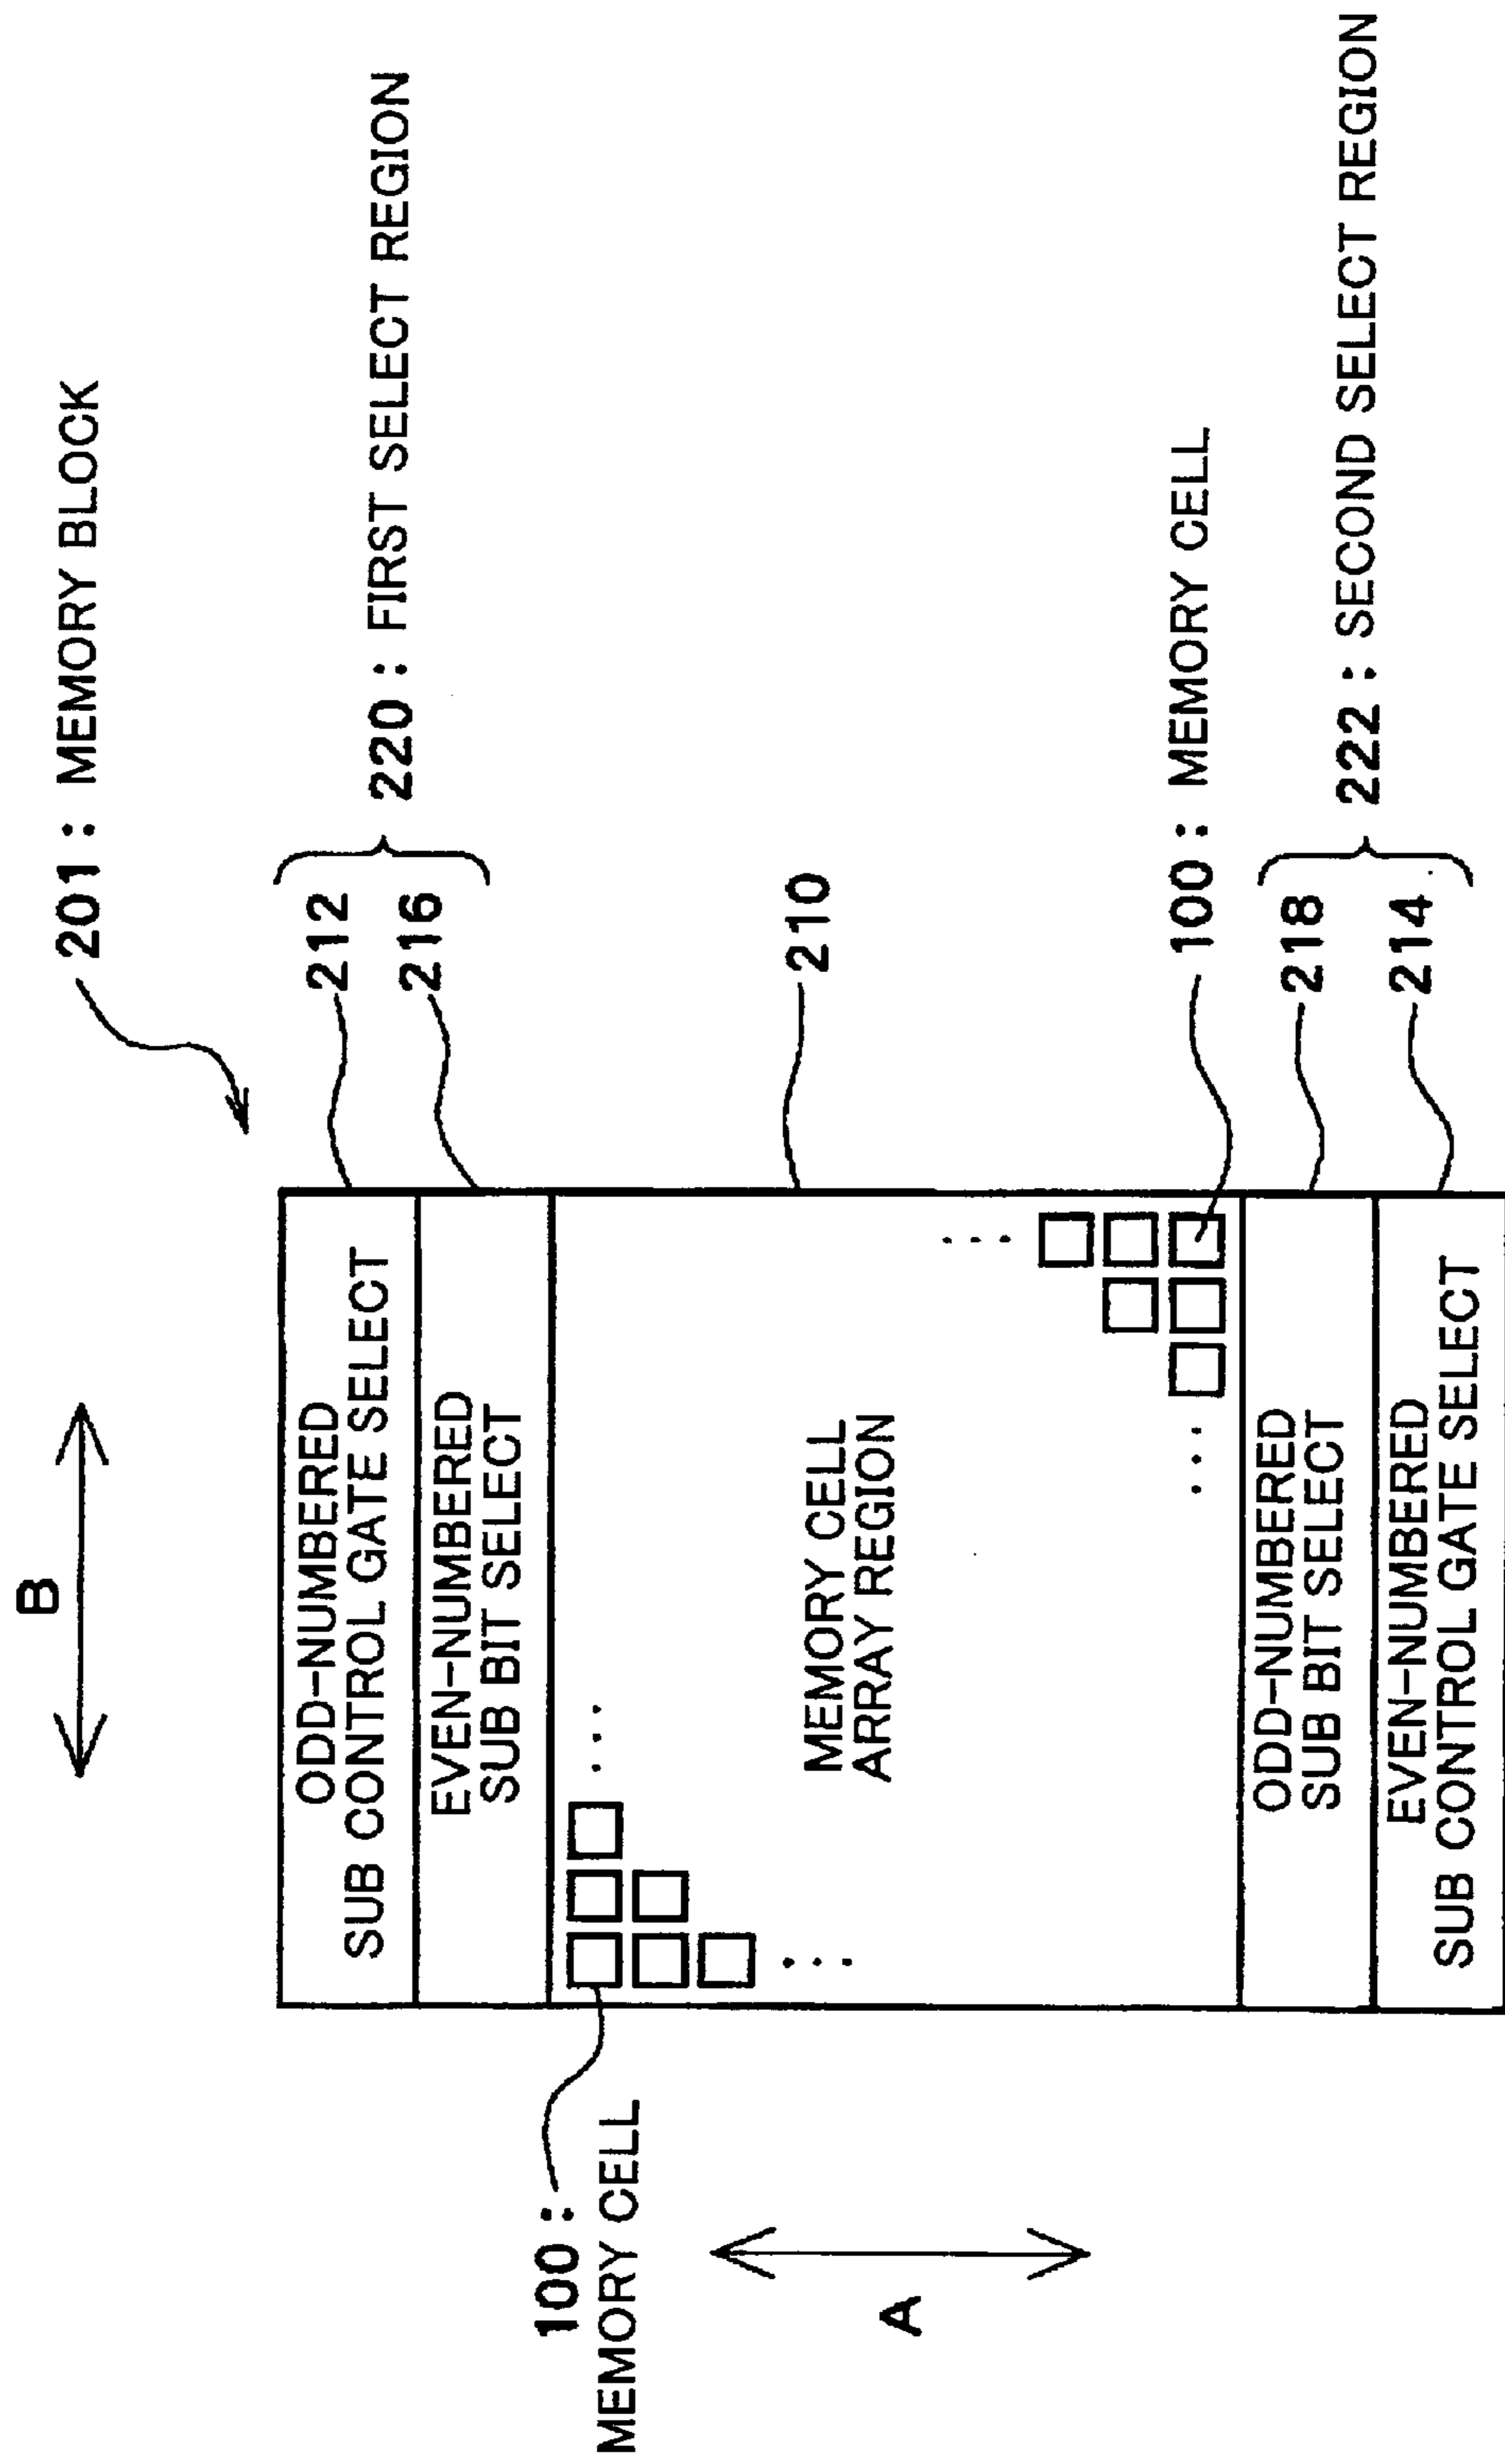 B
201 : MEMORY BLOCK
212
216
220 : FIRST SELECT REGION
ODD-NUMBERED
SUB CONTROL GATE SELECT
EVEN-NUMBERED
SUB BIT SELECT
100 :
MEMORY CELL
210
MEMORY CELL
ARRAY REGION
A
100 : MEMORY CELL
ODD-NUMBERED
SUB BIT SELECT
218
214
222 : SECOND SELECT REGION
EVEN-NUMBERED
SUB CONTROL GATE SELECT